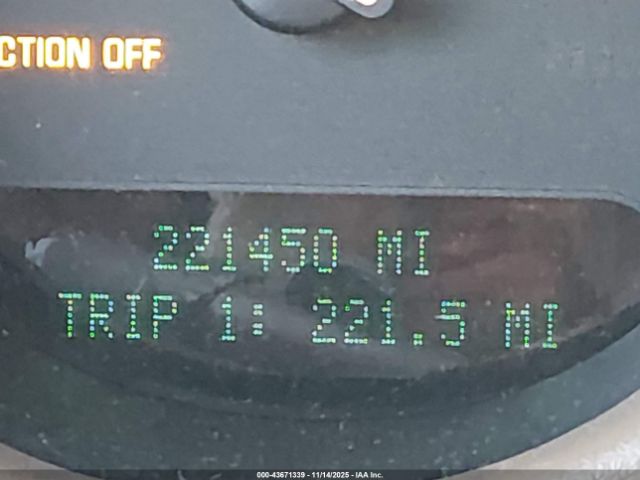 CTION OFF
221450 MI
TRIP 1: 221.5 MI
000-43671339 - 11/14/2025 - IAA Inc.